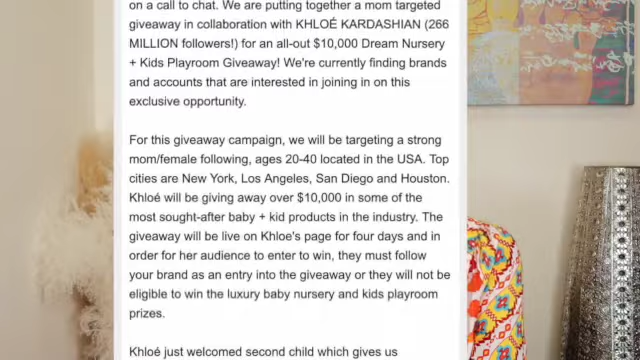 on a call to chat. We are putting together a mom targeted
giveaway in collaboration with KHLOÉ KARDASHIAN (266
MILLION followers!) for an all-out $10,000 Dream Nursery
+ Kids Playroom Giveaway! We're currently finding brands
and accounts that are interested in joining in on this
exclusive opportunity.
For this giveaway campaign, we will be targeting a strong
mom/female following, ages 20-40 located in the USA. Top
cities are New York, Los Angeles, San Diego and Houston.
Khloé will be giving away over $10,000 in some of the
most sought-after baby + kid products in the industry. The
giveaway will be live on Khloe's page for four days and in
order for her audience to enter to win, they must follow
your brand as an entry into the giveaway or they will not be
eligible to win the luxury baby nursery and kids playroom
prizes.
Khloé just welcomed second child which gives us